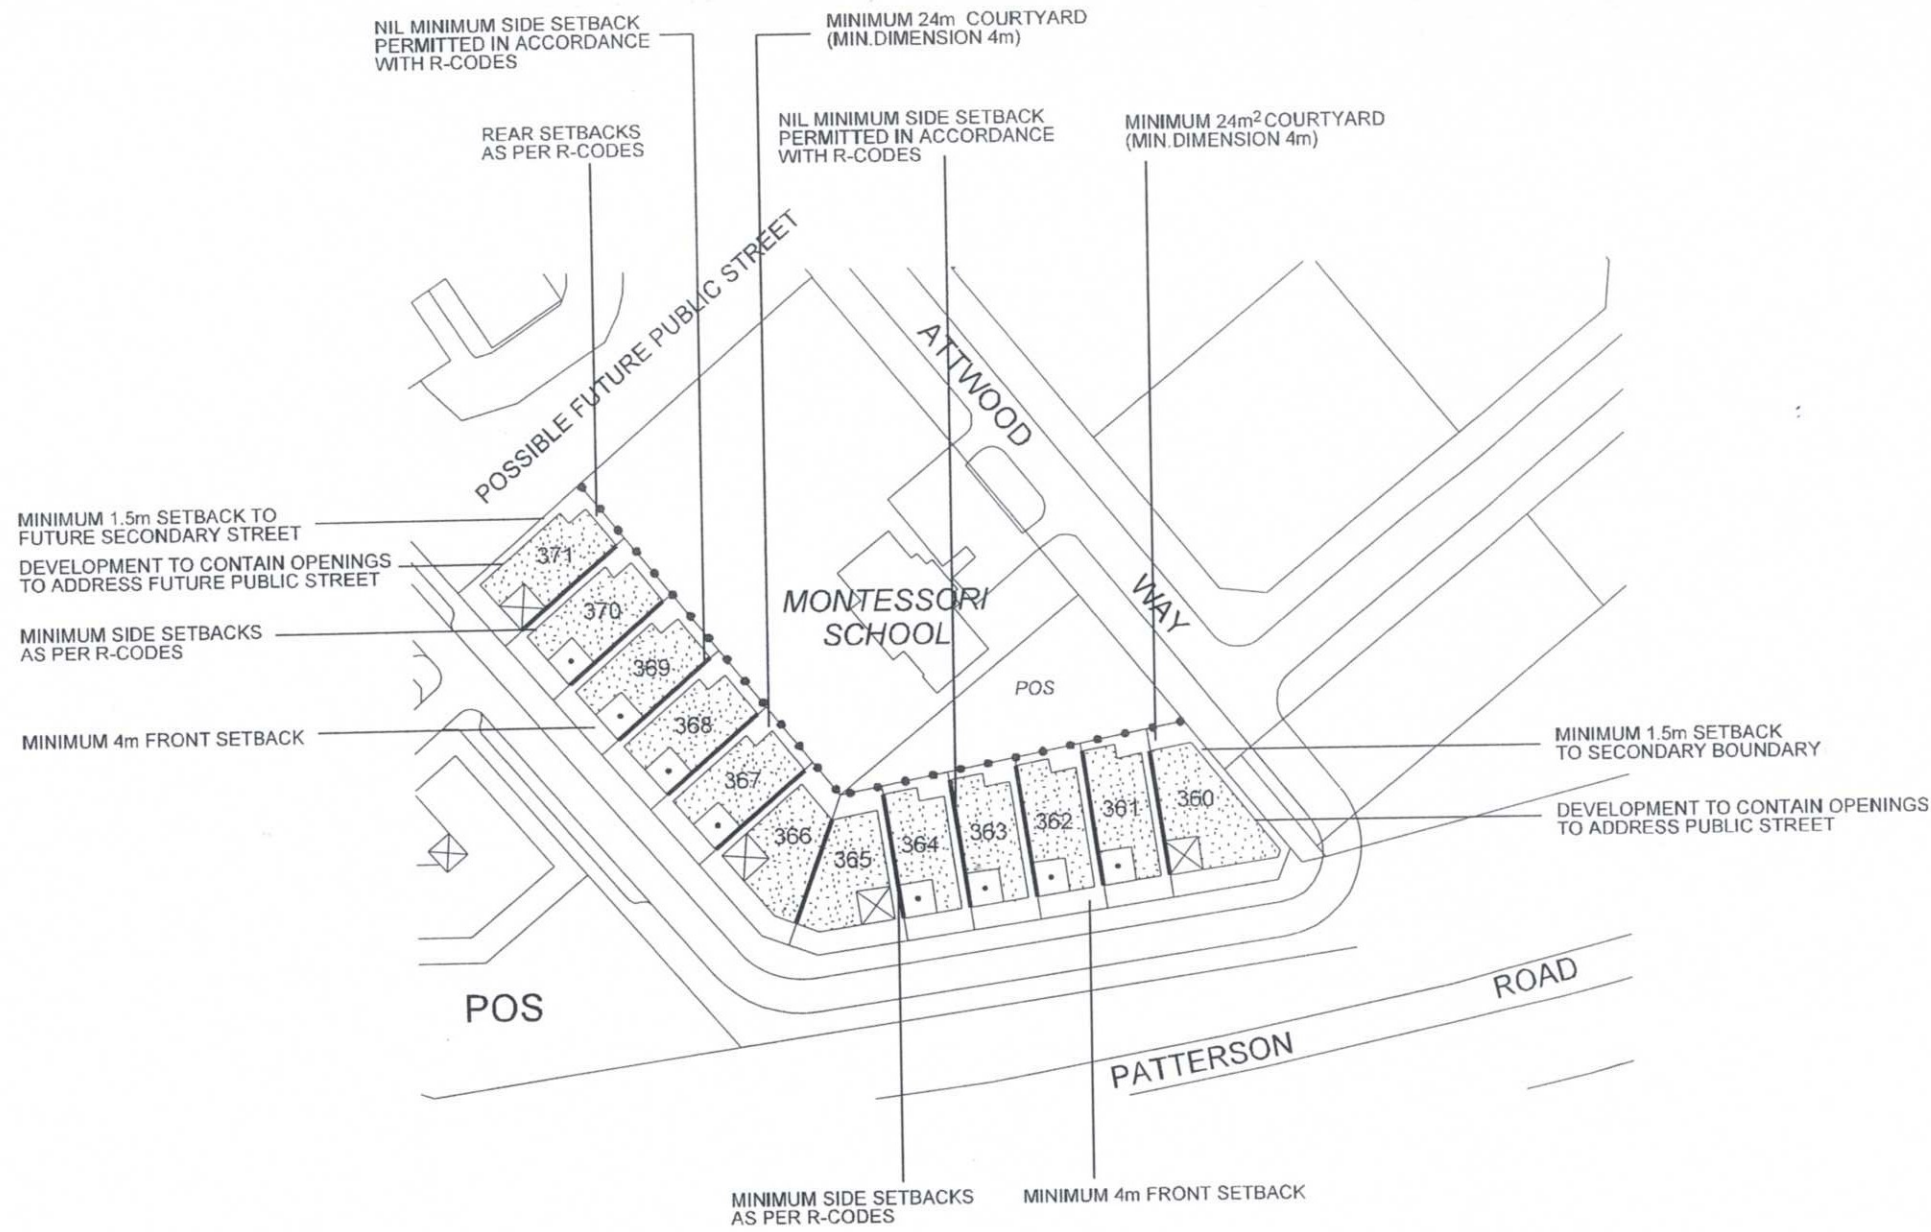 NIL MINIMUM SIDE SETBACK
PERMITTED IN ACCORDANCE
WITH R-CODES
MINIMUM 24m COURTYARD
(MIN.DIMENSION 4m)
REAR SETBACKS
AS PER R-CODES
NIL MINIMUM SIDE SETBACK
PERMITTED IN ACCORDANCE
WITH R-CODES
MINIMUM 24m² COURTYARD
(MIN.DIMENSION 4m)
POSSIBLE FUTURE PUBLIC STREET
ATTWOOD
WAY
MINIMUM 1.5m SETBACK TO
FUTURE SECONDARY STREET
DEVELOPMENT TO CONTAIN OPENINGS
TO ADDRESS FUTURE PUBLIC STREET
MINIMUM SIDE SETBACKS
AS PER R-CODES
MINIMUM 4m FRONT SETBACK
371
370
369
368
367
366
365
364
363
362
361
360
MONTESSORI
SCHOOL
POS
MINIMUM 1.5m SETBACK
TO SECONDARY BOUNDARY
DEVELOPMENT TO CONTAIN OPENINGS
TO ADDRESS PUBLIC STREET
POS
PATTERSON
ROAD
MINIMUM SIDE SETBACKS
AS PER R-CODES
MINIMUM 4m FRONT SETBACK